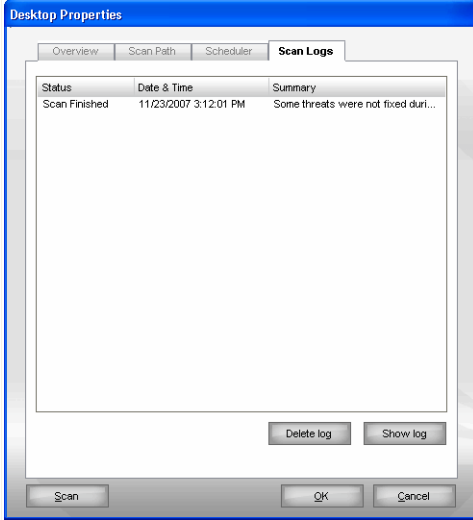 Desktop Properties
Overview Scan Path Scheduler Scan Logs
Status Date & Time Summary
Scan Finished 11/23/2007 3:12:01 PM Some threats were not fixed duri...
Delete log Show log
Scan OK Cancel